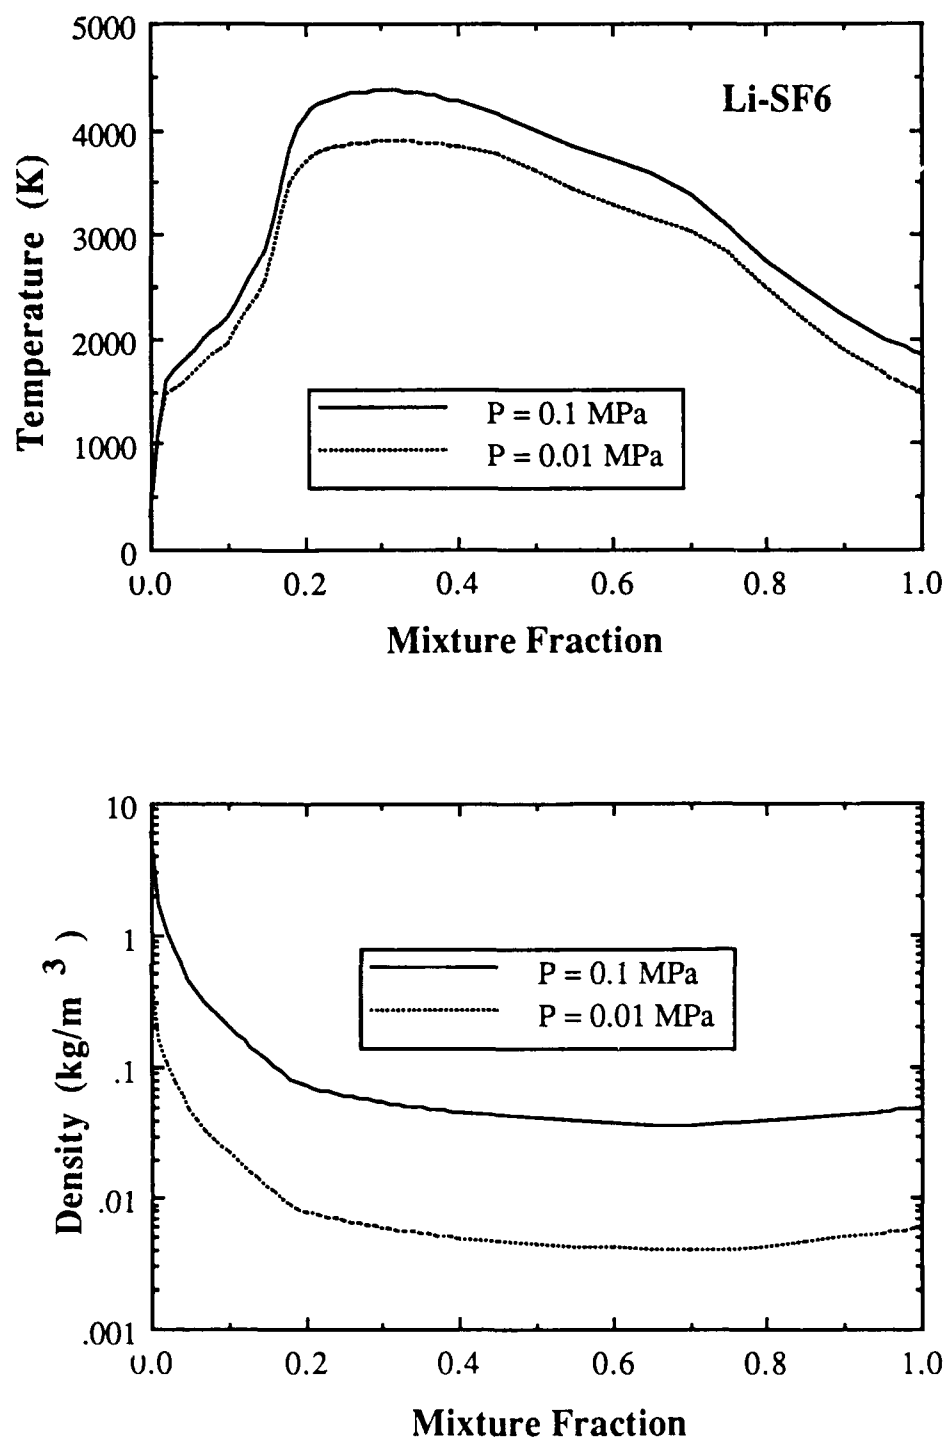 5000
4000
3000
2000
1000
0
Temperature (K)
Li-SF6
P = 0.1 MPa
P = 0.01 MPa
0.0 0.2 0.4 0.6 0.8 1.0
Mixture Fraction
10
1
.1
.01
.001
Density (kg/m 3 )
P = 0.1 MPa
P = 0.01 MPa
0.0 0.2 0.4 0.6 0.8 1.0
Mixture Fraction